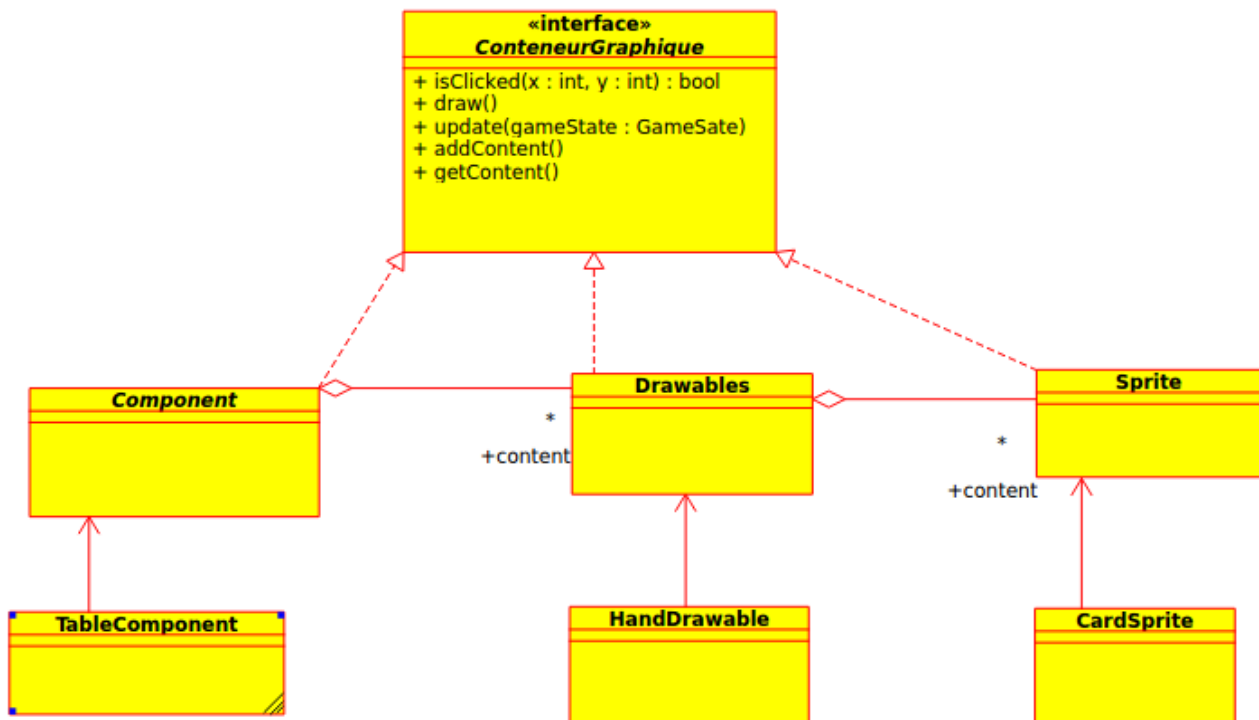 «interface»
ConteneurGraphique
+ isClicked(x : int, y : int) : bool
+ draw()
+ update(gameState : GameSate)
+ addContent()
+ getContent()
Component
Drawables
Sprite
*
+content
*
+content
TableComponent
HandDrawable
CardSprite